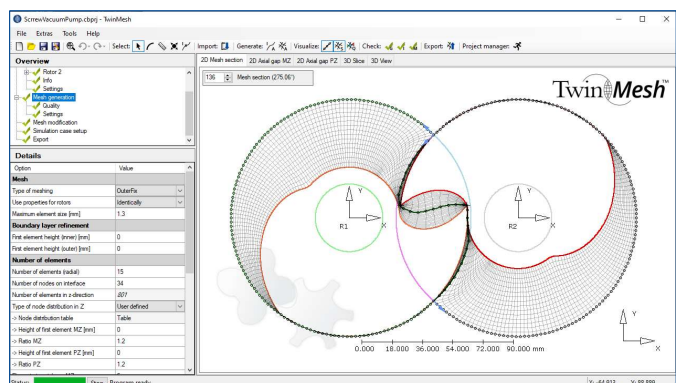 ScrrewVacuumPump.cbprj - TwinMesh
File Extras Tools Help
Select: Import: Generate: Visualize: Check: Export: Project manager:
Overview
Rotor 2
Info
Settings
Mesh generation
Quality
Settings
Mesh modification
Simulation case setup
Export
Details
Option Value
Mesh
Type of meshing OuterFix
Use properties for rotors Identically
Maximum element size [mm] 1.3
Boundary layer refinement
First element height (inner) [mm] 0
First element height (outer) [mm] 0
Number of elements
Number of elements (radial) 15
Number of nodes on interface 34
Number of elements in z-direction 801
Type of node distribution in Z User defined
-> Node distribution table Table
-> Height of first element MZ [mm] 0
-> Ratio MZ 1.2
-> Height of first element PZ [mm] 0
-> Ratio PZ 1.2
2D Mesh section 2D Axial gap MZ 2D Axial gap PZ 3D Slice 3D View
136 Mesh section (275.06°)
TwinMesh
Y
X
R1
Y
X
R2
Y
X
0.000 18.000 36.000 54.000 72.000 90.000 mm
Status: Stop Program ready
X: -64.913 Y: 88.889